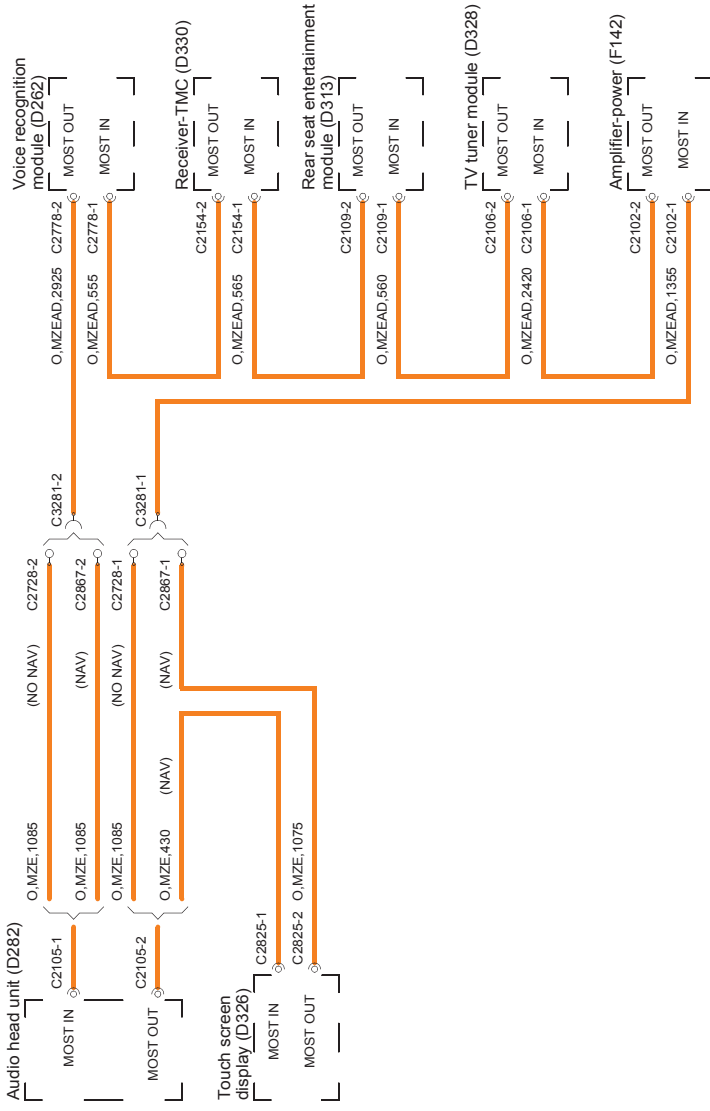 Audio head unit (D282)
MOST IN
MOST OUT
C2105-1
C2105-2
O,MZE,1085
O,MZE,1085
O,MZE,1085
O,MZE,430
(NO NAV)
(NAV)
(NO NAV)
(NAV)
(NAV)
C2728-2
C2867-2
C2728-1
C2867-1
C3281-2
C3281-1
Touch screen
display (D326)
MOST IN
MOST OUT
C2825-1
C2825-2
O,MZE,1075
Voice recognition
module (D262)
MOST OUT
MOST IN
C2778-2
C2778-1
O,MZEAD,2925
O,MZEAD,555
Receiver-TMC (D330)
MOST OUT
MOST IN
C2154-2
C2154-1
O,MZEAD,565
Rear seat entertainment
module (D313)
MOST OUT
MOST IN
C2109-2
C2109-1
O,MZEAD,560
TV tuner module (D328)
MOST OUT
MOST IN
C2106-2
C2106-1
O,MZEAD,2420
Amplifier-power (F142)
MOST OUT
MOST IN
C2102-2
C2102-1
O,MZEAD,1355